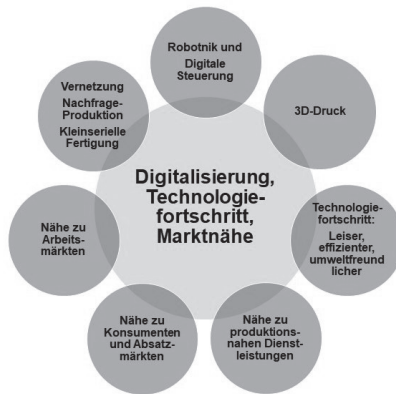 Robotnik und
Digitale
Steuerung
3D-Druck
Technologie-
fortschritt:
Leiser,
effizienter,
umweltfreund
licher
Nähe zu
produktions-
nahen Dienst-
leistungen
Nähe zu
Konsumenten
und Absatz-
märkten
Nähe zu
Arbeits-
märkten
Vernetzung
Nachfrage-
Produktion
Kleinserielle
Fertigung
Digitalisierung,
Technologie-
fortschritt,
Marktnähe